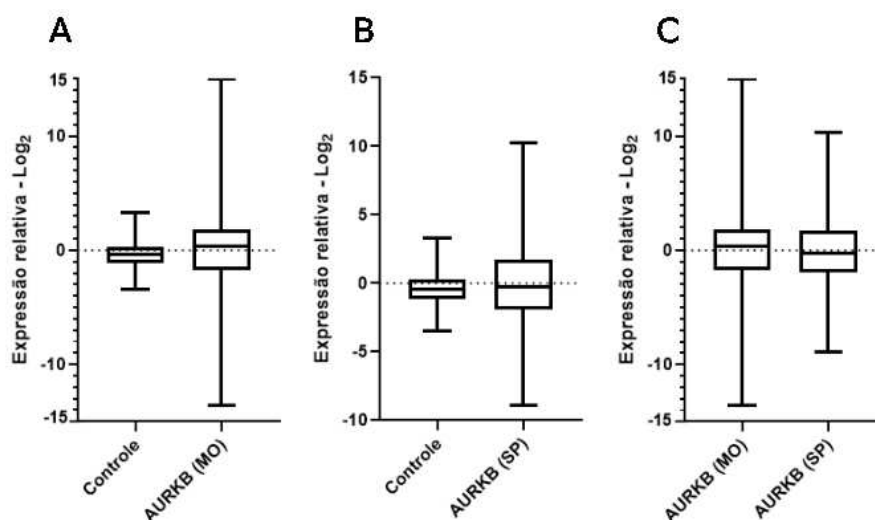 A
Expressão relativa - Log2
15
10
0
-10
-15
Controle
AURKB (MO)
B
Expressão relativa - Log2
15
10
5
0
-5
-10
Controle
AURKB (SP)
C
Expressão relativa - Log2
15
10
0
-10
-15
AURKB (MO)
AURKB (SP)